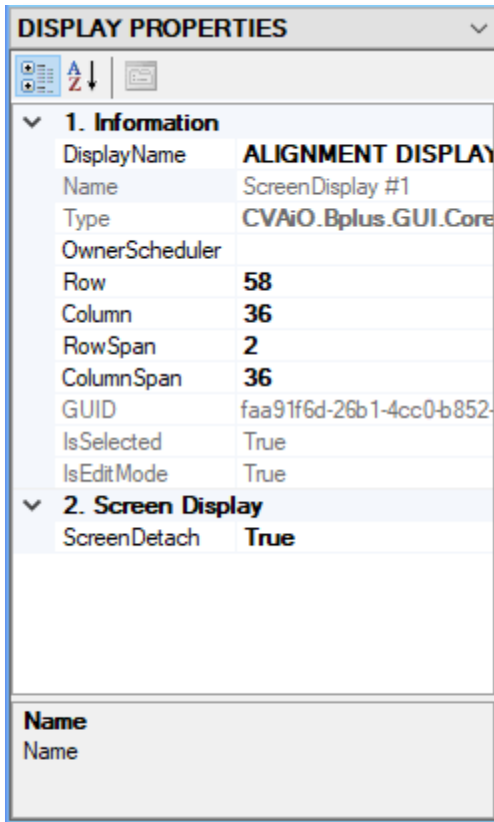 DISPLAY PROPERTIES
1. Information
DisplayName ALIGNMENT DISPLAY
Name ScreenDisplay #1
Type CVAiO.Bplus.GUI.Core
OwnerScheduler
Row 58
Column 36
RowSpan 2
ColumnSpan 36
GUID faa91f6d-26b1-4cc0-b852-
IsSelected True
IsEditMode True
2. Screen Display
ScreenDetach True
Name
Name